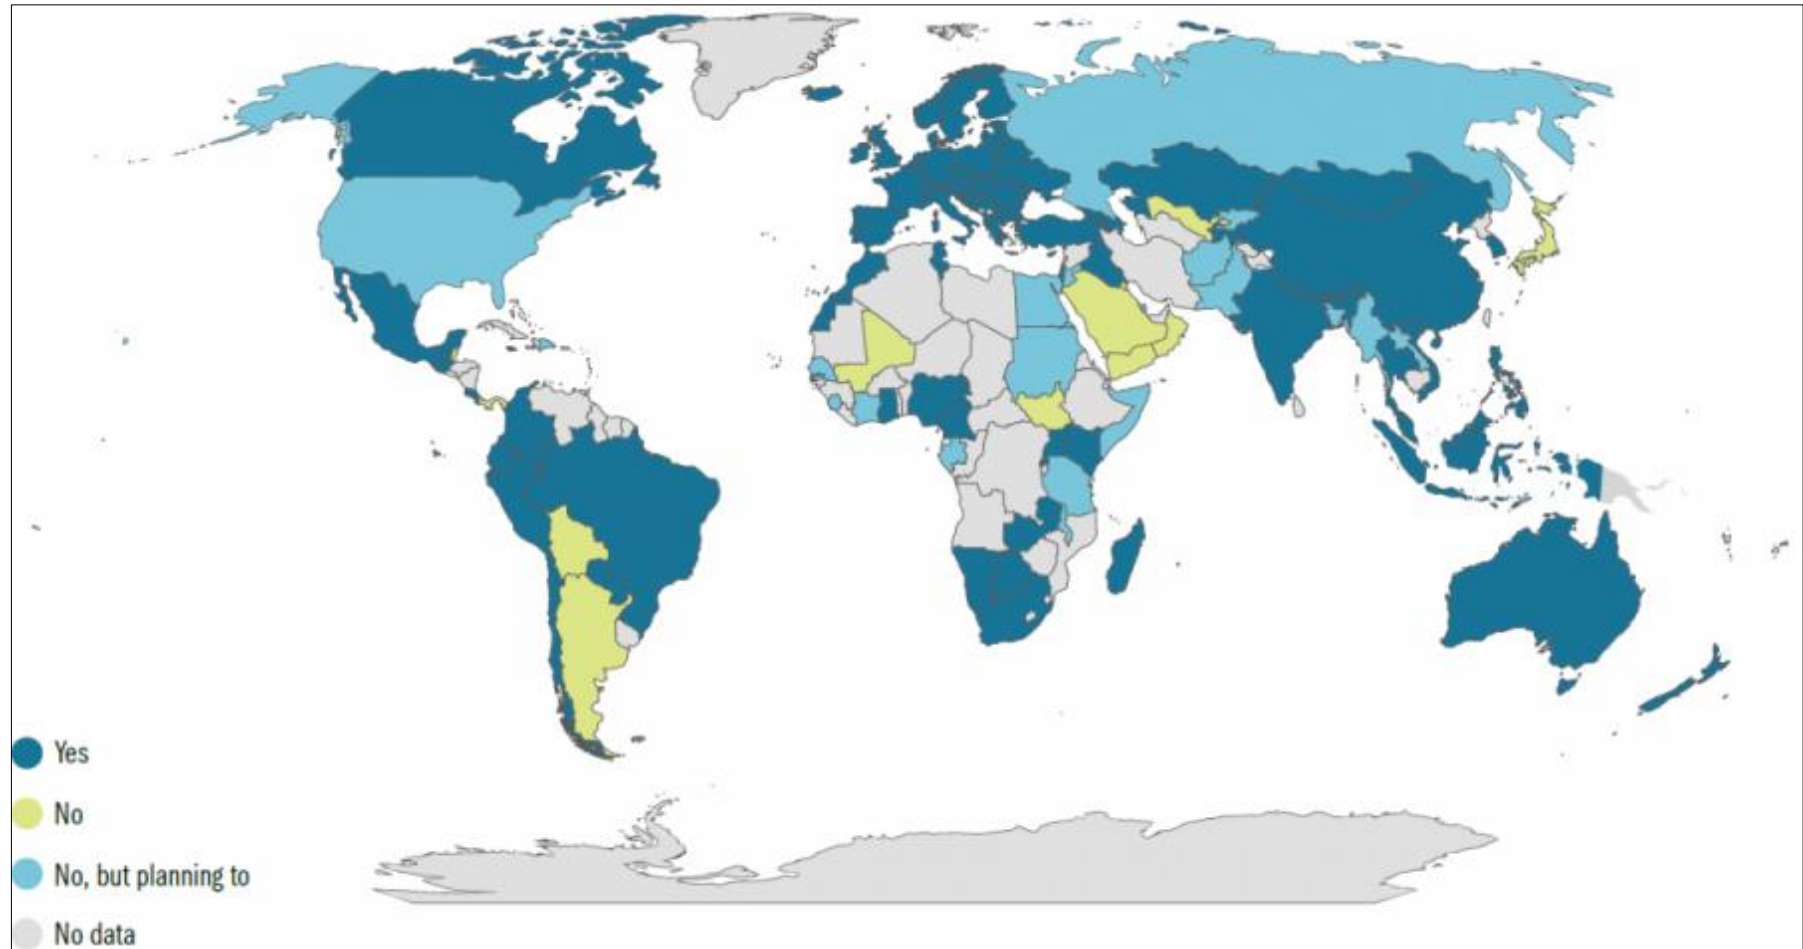 Yes
No
No, but planning to
No data